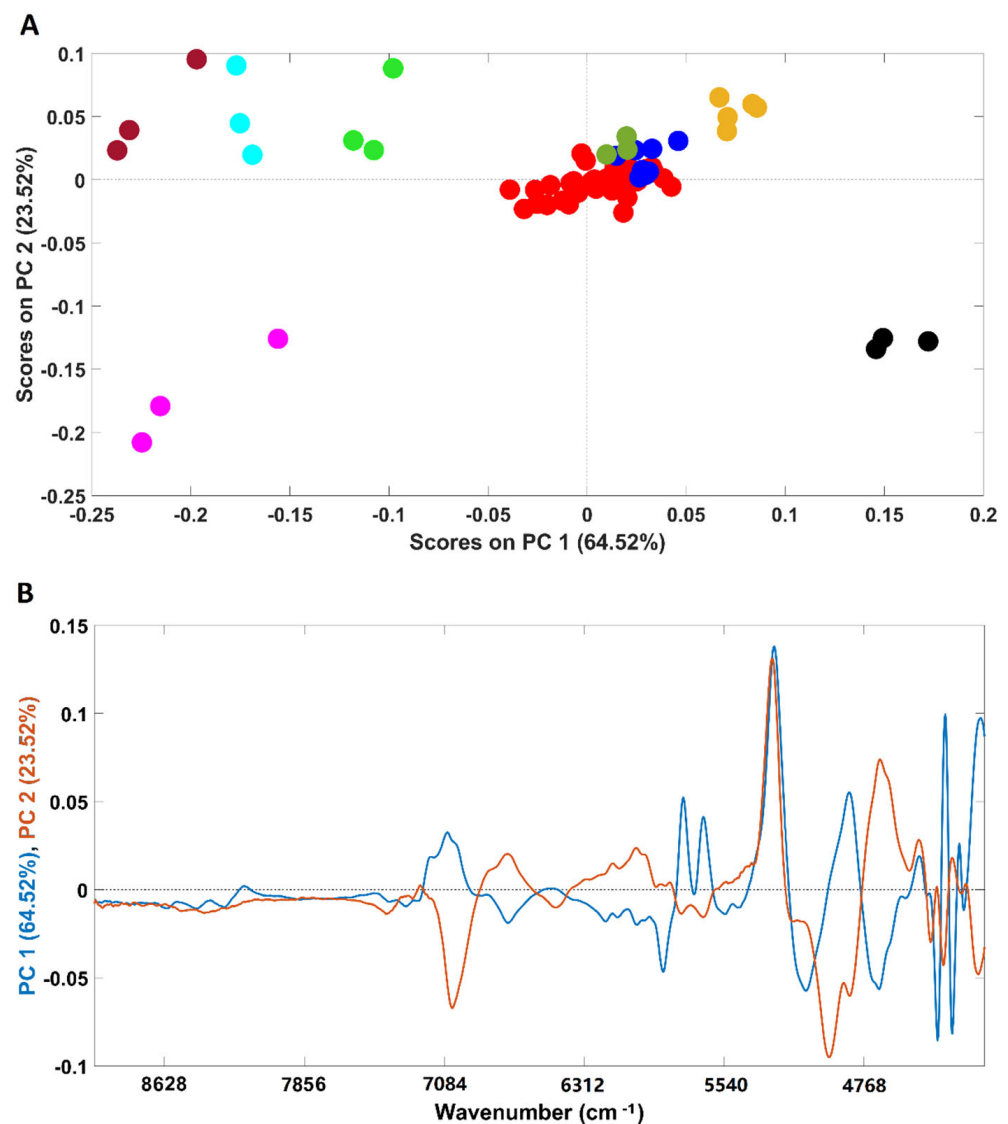 A
0.1
0.05
0
-0.05
-0.1
-0.15
-0.2
-0.25
Scores on PC 2 (23.52%)
-0.25 -0.2 -0.15 -0.1 -0.05 0 0.05 0.1 0.15 0.2
Scores on PC 1 (64.52%)
B
0.15
0.1
0.05
0
-0.05
-0.1
PC 1 (64.52%), PC 2 (23.52%)
8628 7856 7084 6312 5540 4768
Wavenumber (cm -1)